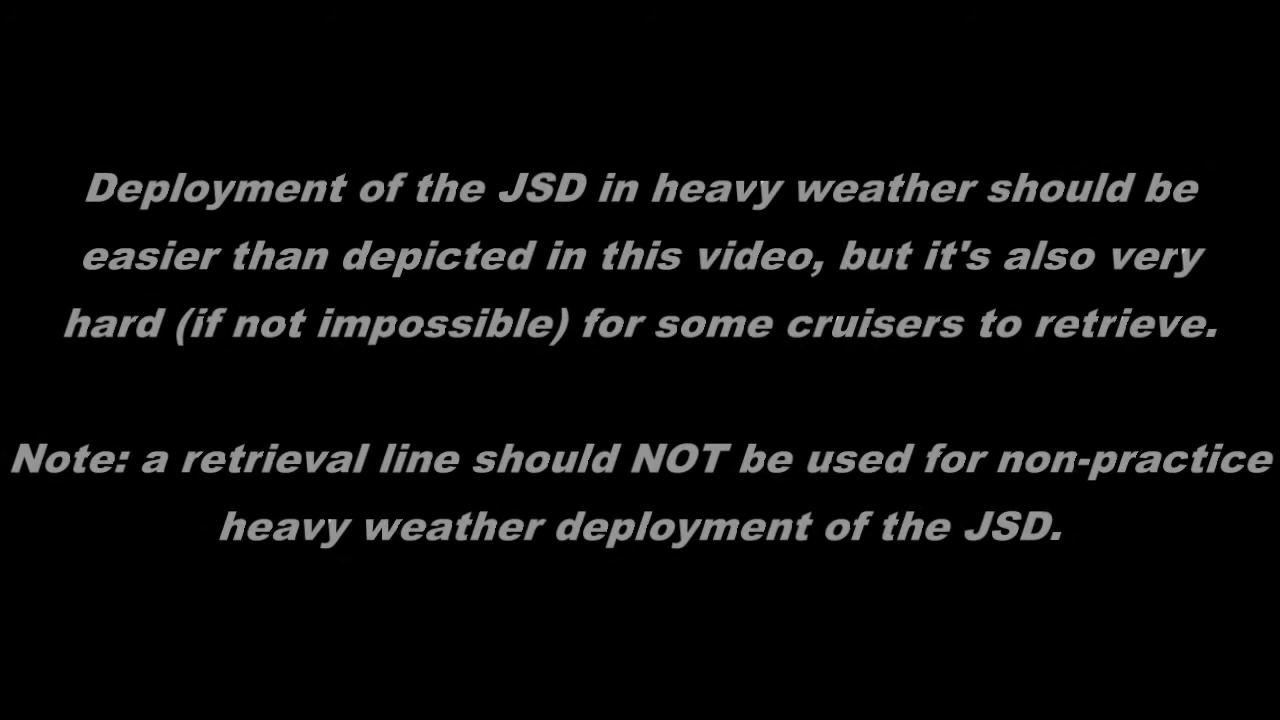 Deployment of the JSD in heavy weather should be
easier than depicted in this video, but it's also very
hard (if not impossible) for some cruisers to retrieve.
Note: a retrieval line should NOT be used for non-practice
heavy weather deployment of the JSD.